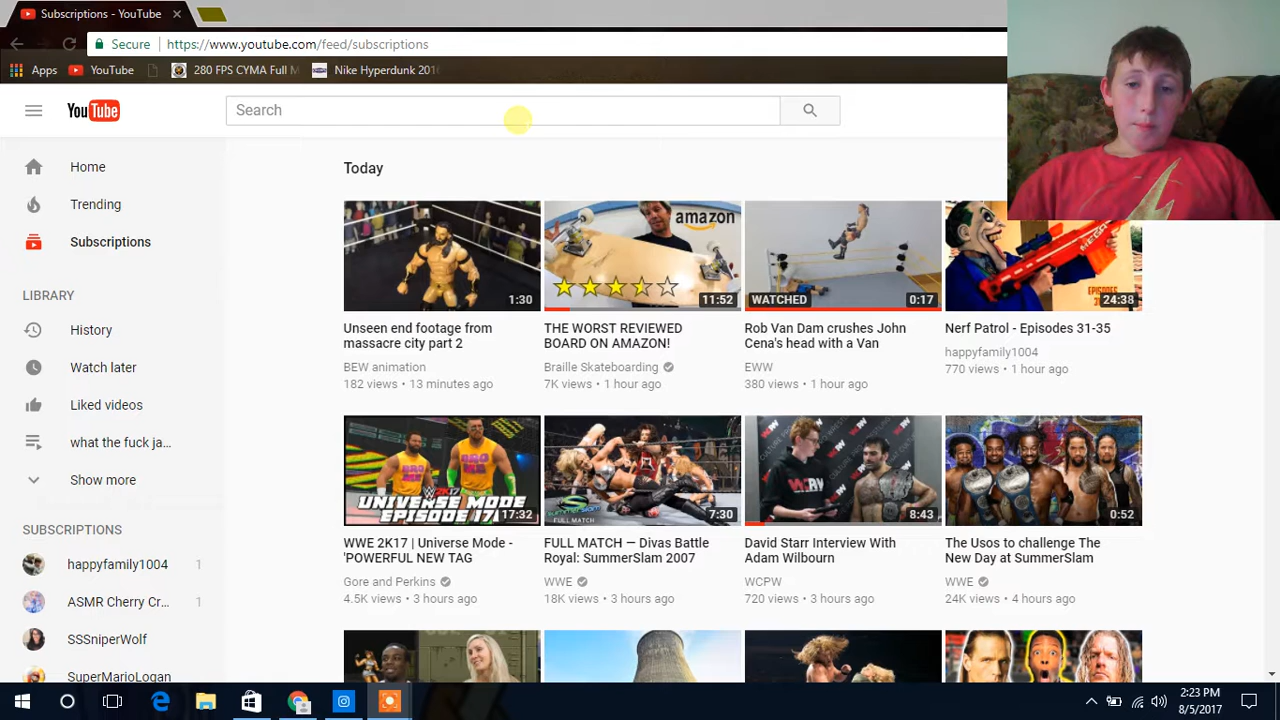 Subscriptions - YouTube
Secure https://www.youtube.com/feed/subscriptions
Apps YouTube 280 FPS CYMA Full M Nike Hyperdunk 2016
YouTube Search
Home
Trending
Subscriptions
LIBRARY
History
Watch later
Liked videos
what the fuck ja...
Show more
SUBSCRIPTIONS
happyfamily1004 1
ASMR Cherry Cr... 1
SSSniperWolf
SuperMarioLogan
Today
1:30
Unseen end footage from
massacre city part 2
BEW animation
182 views • 13 minutes ago
amazon
11:52
THE WORST REVIEWED
BOARD ON AMAZON!
Braille Skateboarding
7K views • 1 hour ago
WATCHED 0:17
Rob Van Dam crushes John
Cena's head with a Van
EWW
380 views • 1 hour ago
MEGA
EPISODES
24:38
Nerf Patrol - Episodes 31-35
happyfamily1004
770 views • 1 hour ago
WWE 2K17
UNIVERSE MODE
EPISODE 17
17:32
WWE 2K17 | Universe Mode -
'POWERFUL NEW TAG
Gore and Perkins
4.5K views • 3 hours ago
FULL MATCH
7:30
FULL MATCH — Divas Battle
Royal: SummerSlam 2007
WWE
18K views • 3 hours ago
8:43
David Starr Interview With
Adam Wilbourn
WCPW
720 views • 3 hours ago
0:52
The Usos to challenge The
New Day at SummerSlam
WWE
24K views • 4 hours ago
2:23 PM
8/5/2017